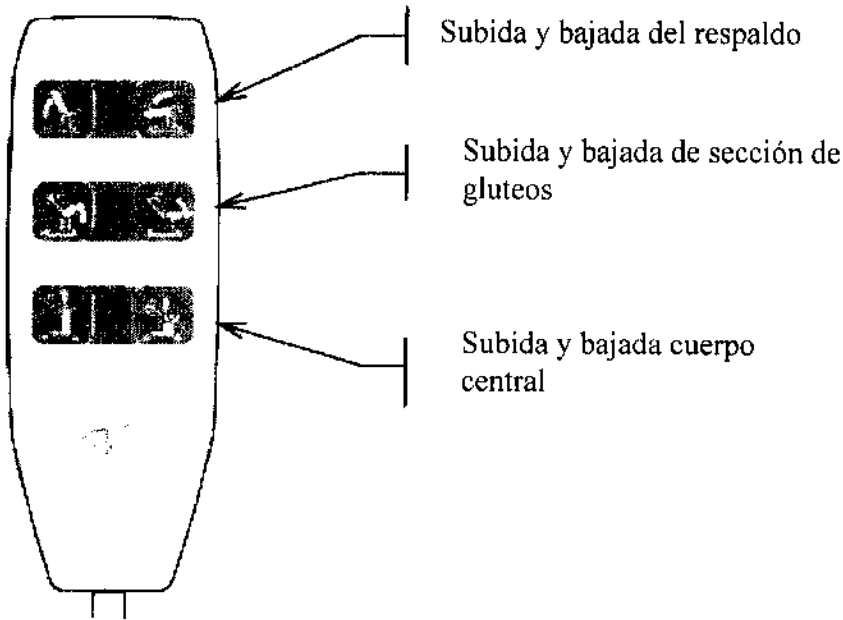 Subida y bajada del respaldo
Subida y bajada de sección de
gluteos
Subida y bajada cuerpo
central